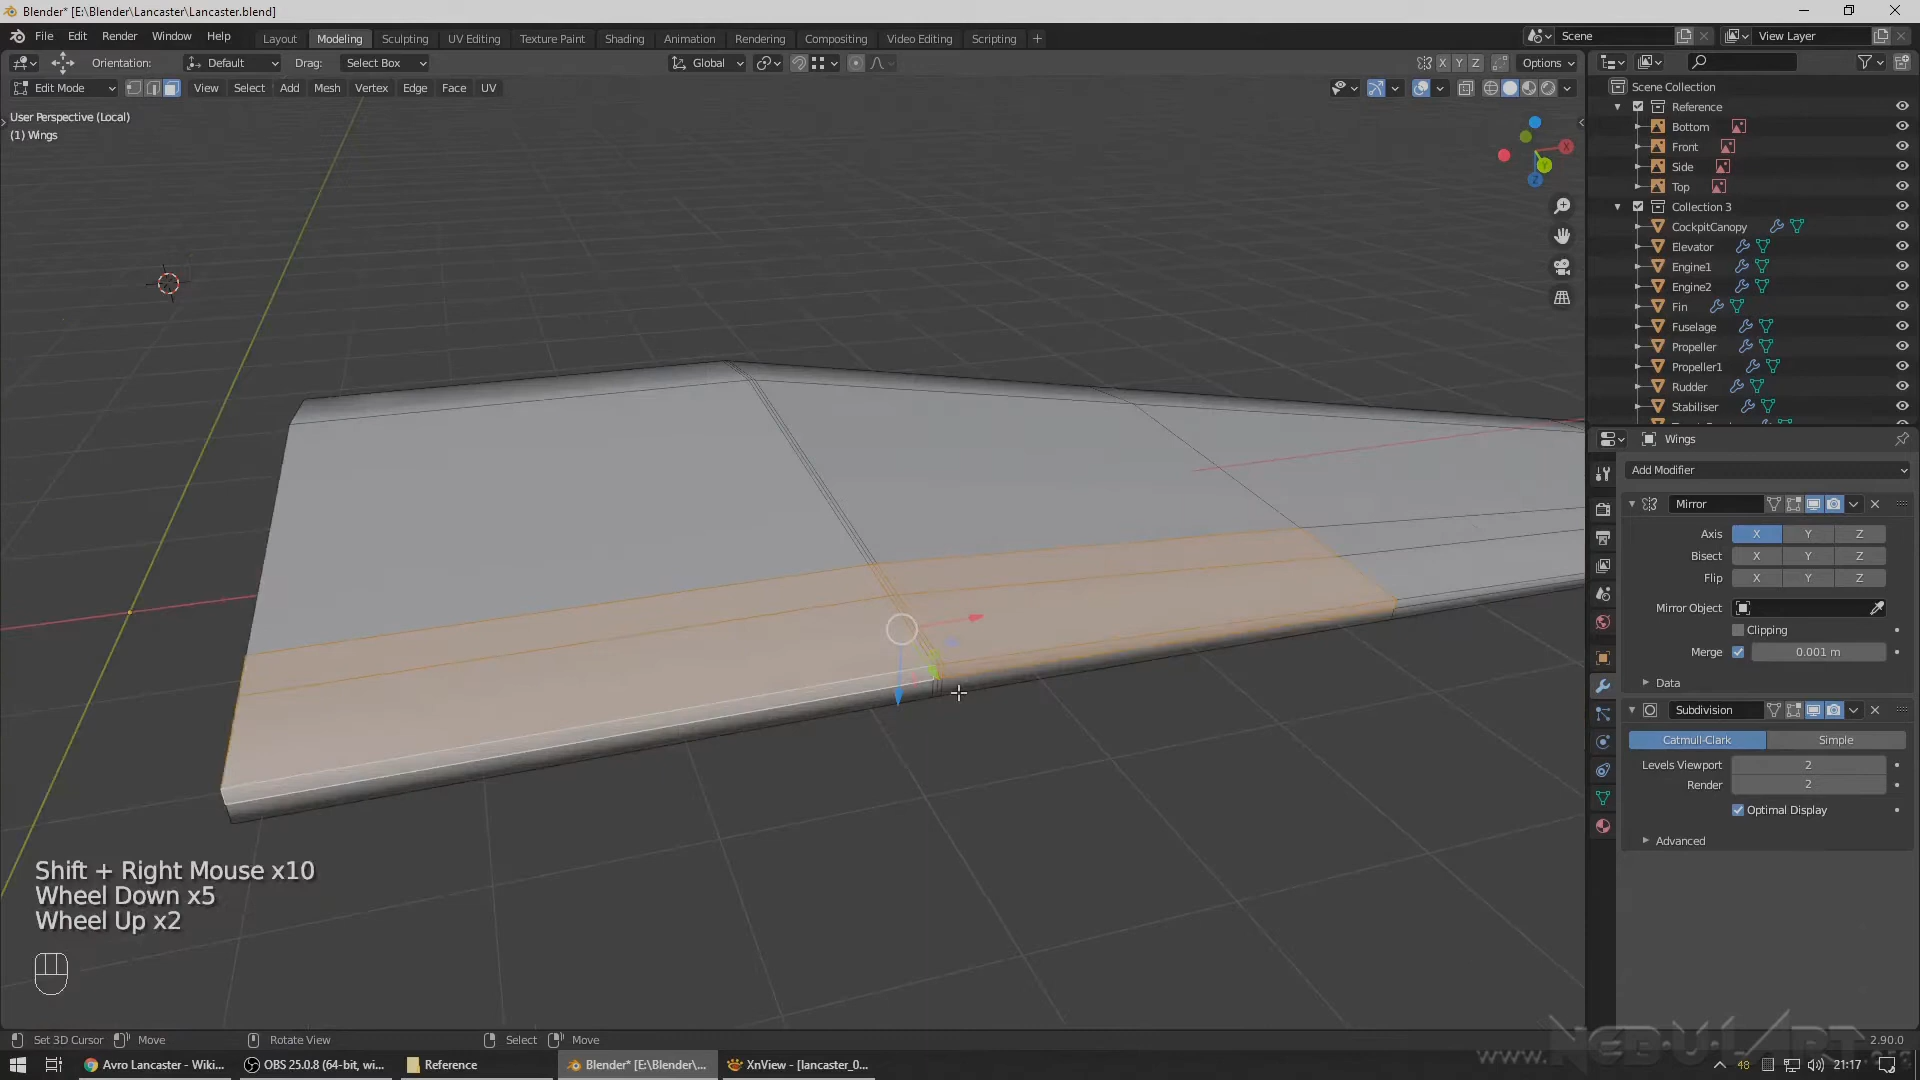 Blender* [E:\Blender\Lancaster\Lancaster.blend]
File Edit Render Window Help
Layout Modeling Sculpting UV Editing Texture Paint Shading Animation Rendering Compositing Video Editing Scripting +
Scene
View Layer
Orientation: Default Drag: Select Box
Global
X Y Z Options
Edit Mode View Select Add Mesh Vertex Edge Face UV
User Perspective (Local)
(1) Wings
X
Y
Z
Scene Collection
Reference
Bottom
Front
Side
Top
Collection 3
CockpitCanopy
Elevator
Engine1
Engine2
Fin
Fuselage
Propeller
Propeller1
Rudder
Stabiliser
Wings
Add Modifier
Mirror
Axis X Y Z
Bisect X Y Z
Flip X Y Z
Mirror Object
Clipping
Merge 0.001 m
Data
Subdivision
Catmull-Clark Simple
Levels Viewport 2
Render 2
Optimal Display
Advanced
Shift + Right Mouse x10
Wheel Down x5
Wheel Up x2
Set 3D Cursor Move Rotate View Select Move
2.90.0
www.NEBULART.org
Avro Lancaster - Wiki...
OBS 25.0.8 (64-bit, wi...
Reference
Blender* [E:\Blender\...
XnView - [lancaster_0...
48
21:17